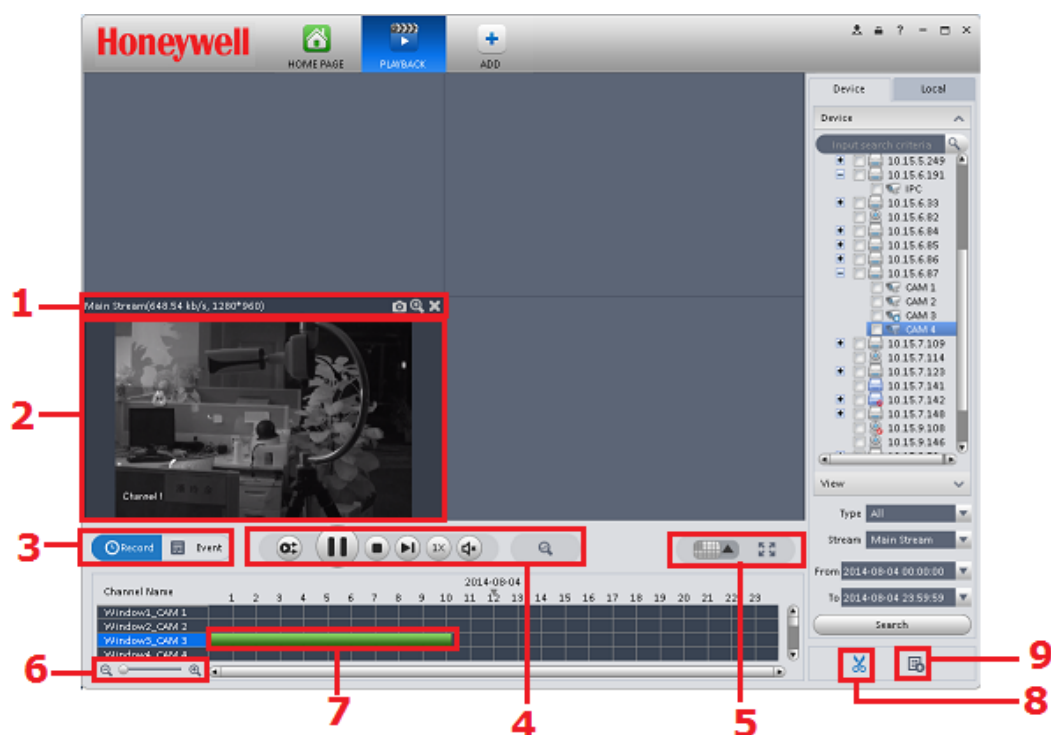 Honeywell
HOME PAGE
PLAYBACK
ADD
?
Device Local
Device
Input search criteria
10.15.5.249
10.15.6.191
IPC
10.15.6.33
10.15.6.82
10.15.6.84
10.15.6.85
10.15.6.86
10.15.6.87
CAM 1
CAM 2
CAM 3
CAM 4
10.15.7.109
10.15.7.114
10.15.7.123
10.15.7.141
10.15.7.142
10.15.7.148
10.15.9.108
10.15.9.146
View
Type All
Stream Main Stream
From 2014-08-04 00:00:00
To 2014-08-04 23:59:59
Search
1
Main Stream(648.54 kb/s, 1280*960)
2
Channel 1
3
Record Event
1X
2014-08-04
Channel Name 1 2 3 4 5 6 7 8 9 10 11 12 13 14 15 16 17 18 19 20 21 22 23
Window1_CAM 1
Window2_CAM 2
Window3_CAM 3
Window4_CAM 4
6
7
4
5
8
9